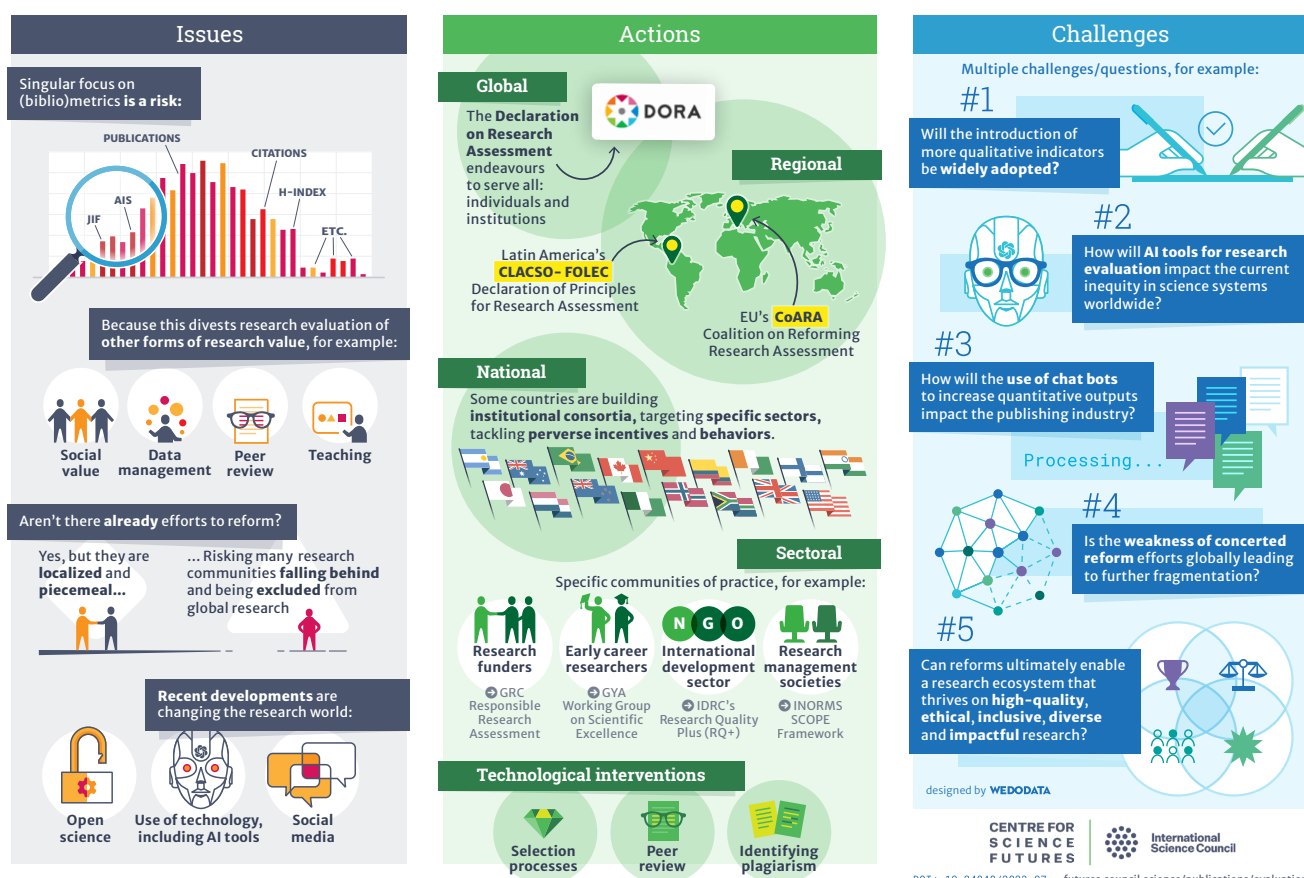 Issues
Singular focus on
(biblio)metrics is a risk:
PUBLICATIONS
CITATIONS
H-INDEX
AIS
JIF
ETC.
Because this divests research evaluation of
other forms of research value, for example:
Social
value
Data
management
Peer
review
Teaching
Aren't there already efforts to reform?
Yes, but they are
localized and
piecemeal...
... Risking many research
communities falling behind
and being excluded from
global research
Recent developments are
changing the research world:
Open
science
Use of technology,
including AI tools
Social
media
Actions
Global
The Declaration
on Research
Assessment
endeavours
to serve all:
individuals and
institutions
DORA
Regional
Latin America's
CLACSO- FOLEC
Declaration of Principles
for Research Assessment
EU's CoARA
Coalition on Reforming
Research Assessment
National
Some countries are building
institutional consortia, targeting specific sectors,
tackling perverse incentives and behaviors.
Sectoral
Specific communities of practice, for example:
Research
funders
GRC
Responsible
Research
Assessment
Early career
researchers
GYA
Working Group
on Scientific
Excellence
N G O
International
development
sector
IDRC's
Research Quality
Plus (RQ+)
Research
management
societies
INORMS
SCOPE
Framework
Technological interventions
Selection
processes
Peer
review
Identifying
plagiarism
Challenges
Multiple challenges/questions, for example:
#1
Will the introduction of
more qualitative indicators
be widely adopted?
#2
How will AI tools for research
evaluation impact the current
inequity in science systems
worldwide?
#3
How will the use of chat bots
to increase quantitative outputs
impact the publishing industry?
Processing...
#4
Is the weakness of concerted
reform efforts globally leading
to further fragmentation?
#5
Can reforms ultimately enable
a research ecosystem that
thrives on high-quality,
ethical, inclusive, diverse
and impactful research?
designed by WEDODATA
CENTRE FOR
SCIENCE
FUTURES
International
Science Council